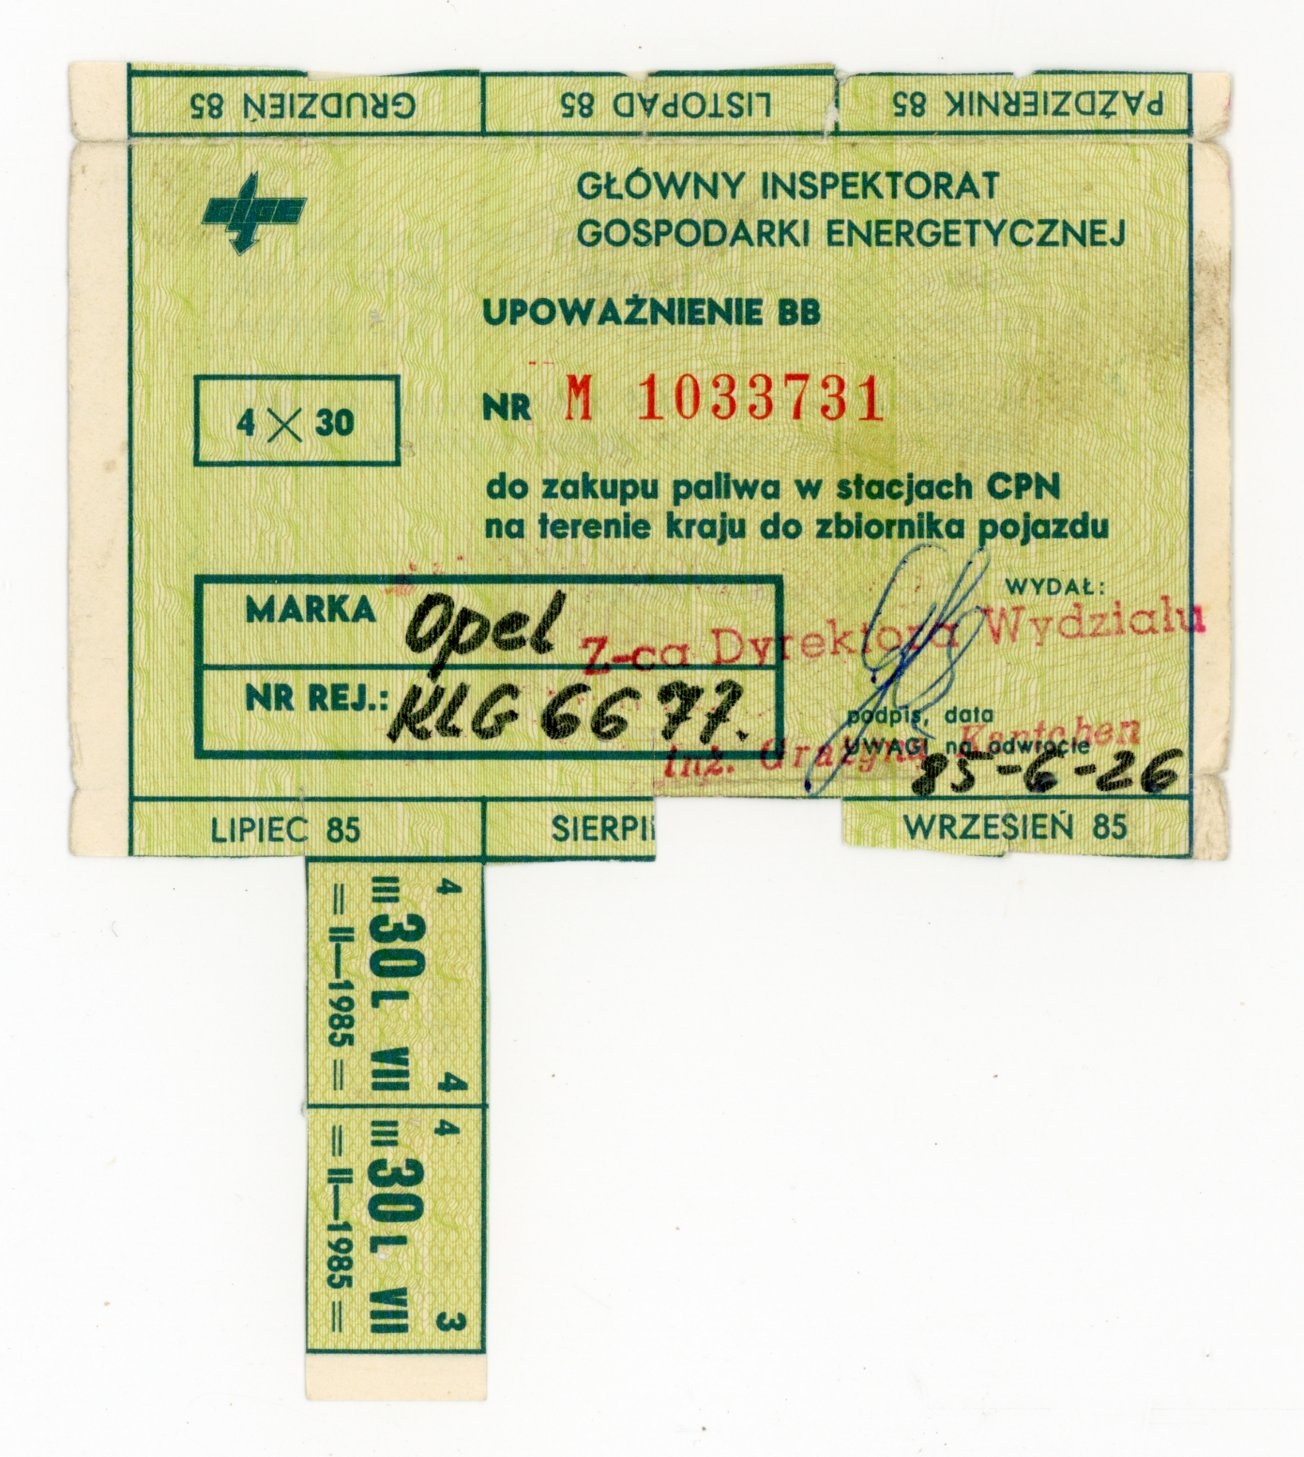 GRUDZIEŃ 85
LISTOPAD 85
PAŹDZIERNIK 85
GIGE
GŁÓWNY INSPEKTORAT
GOSPODARKI ENERGETYCZNEJ
UPOWAŻNIENIE BB
4 X 30
NR M 1033731
do zakupu paliwa w stacjach CPN
na terenie kraju do zbiornika pojazdu
WYDAŁ:
MARKA Opel
Z-ca Dyrektora Wydziału
NR REJ.: KLG 6677.
podpis, data
inż. Grażyna
UWAGI na odwrocie
85-6-26
LIPIEC 85
SIERPI
WRZESIEŃ 85
4 4
III 30 L VII
= II—1985 =
4 3
III 30 L VII
= II—1985 =